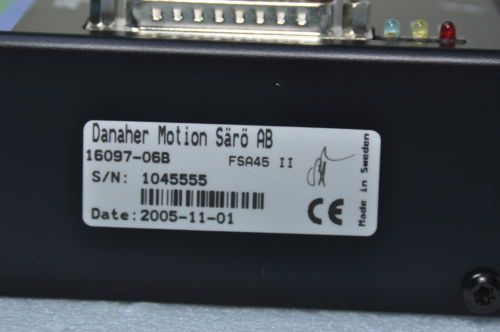 Danaher Motion Särö AB
16097-06B FSA45 II
S/N: 1045555
Date: 2005-11-01
CE
Made in Sweden